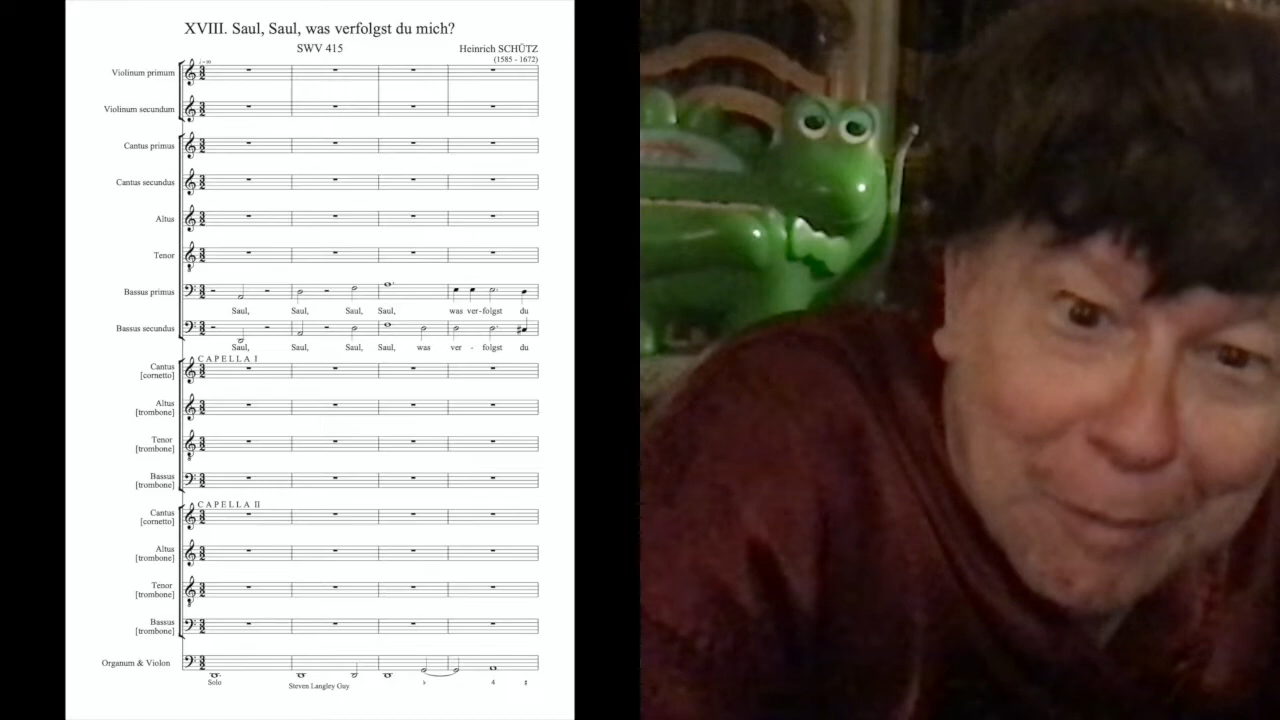 XVIII. Saul, Saul, was verfolgst du mich?
SWV 415
Heinrich SCHÜTZ
(1585 - 1672)
Violinum primum
Violinum secundum
Cantus primus
Cantus secundus
Altus
Tenor
Bassus primus
Saul, Saul, Saul, Saul, was ver-folgst du
Bassus secundus
Saul, Saul, Saul, Saul, was ver - folgst du
CAPELLA I
Cantus
[cornetto]
Altus
[trombone]
Tenor
[trombone]
Bassus
[trombone]
CAPELLA II
Cantus
[cornetto]
Altus
[trombone]
Tenor
[trombone]
Bassus
[trombone]
Organum & Violon
Solo
4
Steven Langley Guy